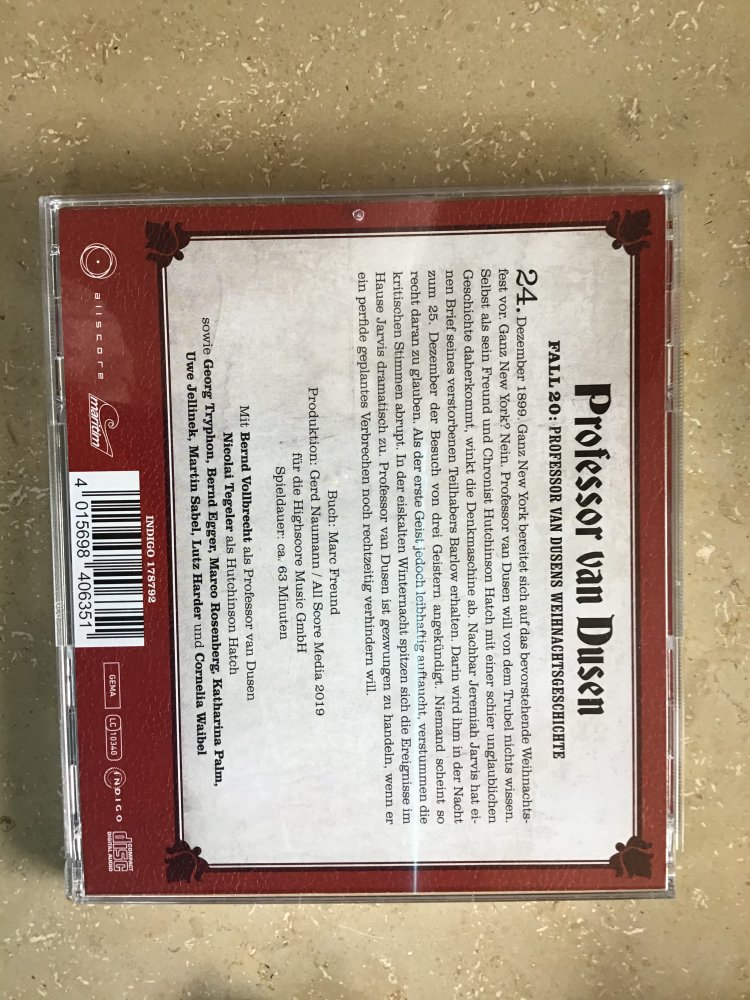 Professor van Dusen
FALL 20: PROFESSOR VAN DUSENS WEIHNACHTSGESCHICHTE
24. Dezember 1899. Ganz New York bereitet sich auf das bevorstehende Weihnachts-
fest vor. Ganz New York? Nein. Professor van Dusen will von dem Trubel nichts wissen.
Selbst als sein Freund und Chronist Hutchinson Hatch mit einer schier unglaublichen
Geschichte daherkommt, winkt die Denkmaschine ab. Nachbar Jeremiah Jarvis hat ei-
nen Brief seines verstorbenen Teilhabers Barlow erhalten. Darin wird ihm in der Nacht
zum 25. Dezember der Besuch von drei Geistern angekündigt. Niemand scheint so
recht daran zu glauben. Als der erste Geist jedoch leibhaftig auftaucht, verstummen die
kritischen Stimmen abrupt. In der eiskalten Winternacht spitzen sich die Ereignisse im
Hause Jarvis dramatisch zu. Professor van Dusen ist gezwungen zu handeln, wenn er
ein perfide geplantes Verbrechen noch rechtzeitig verhindern will.
Buch: Marc Freund
Produktion: Gerd Naumann / All Score Media 2019
für die Highscore Music GmbH
Spieldauer: ca. 63 Minuten
Mit Bernd Vollbrecht als Professor van Dusen
Nicolai Tegeler als Hutchinson Hatch
sowie Georg Tryphon, Bernd Egger, Marco Rosenberg, Katharina Palm,
Uwe Jellinek, Martin Sabel, Lutz Harder und Cornelia Waibel
allscore
maritim
INDIGO 178792
4 015698 406351
GEMA
LC 10340
INDIGO
COMPACT
disc
DIGITAL AUDIO